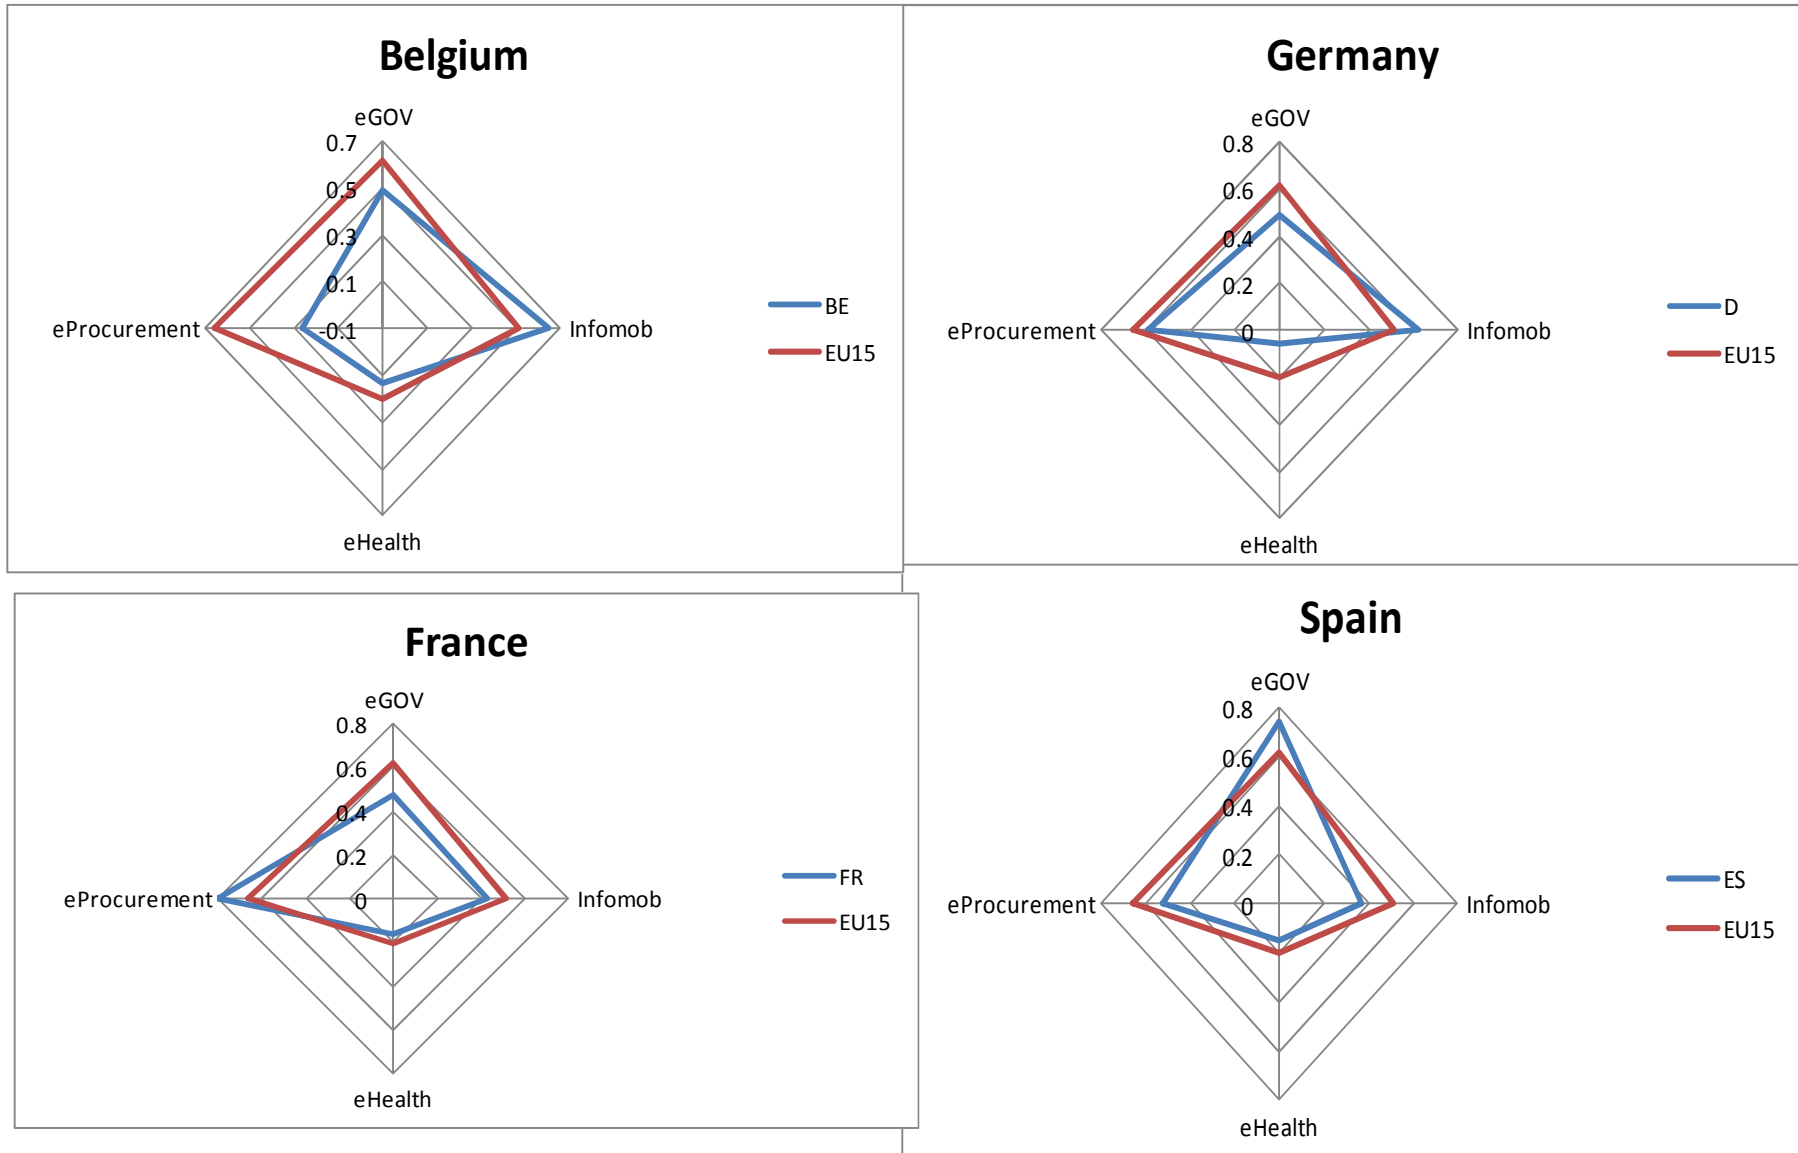 Belgium
eGOV
0.7
0.5
0.3
0.1
-0.1
eProcurement
Infomob
eHealth
BE
EU15
Germany
eGOV
0.8
0.6
0.4
0.2
0
eProcurement
Infomob
eHealth
D
EU15
France
eGOV
0.8
0.6
0.4
0.2
0
eProcurement
Infomob
eHealth
FR
EU15
Spain
eGOV
0.8
0.6
0.4
0.2
0
eProcurement
Infomob
eHealth
ES
EU15